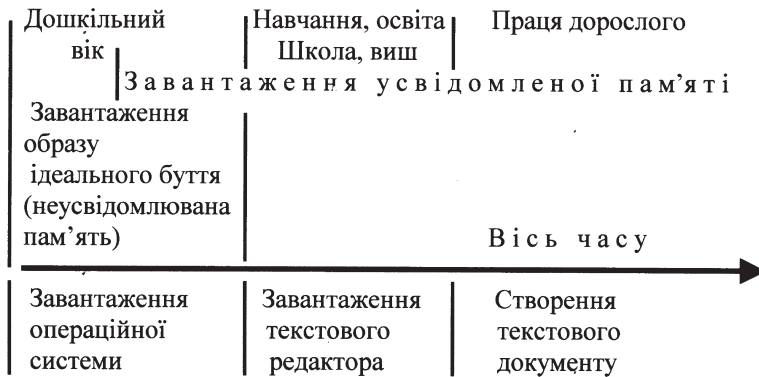 Дошкільний
вік
Навчання, освіта
Школа, виш
Праця дорослого
Завантаження усвідомленої пам’яті
Завантаження
образу
ідеального буття
(неусвідомлювана
пам’ять)
Вісь часу
Завантаження
операційної
системи
Завантаження
текстового
редактора
Створення
текстового
документу